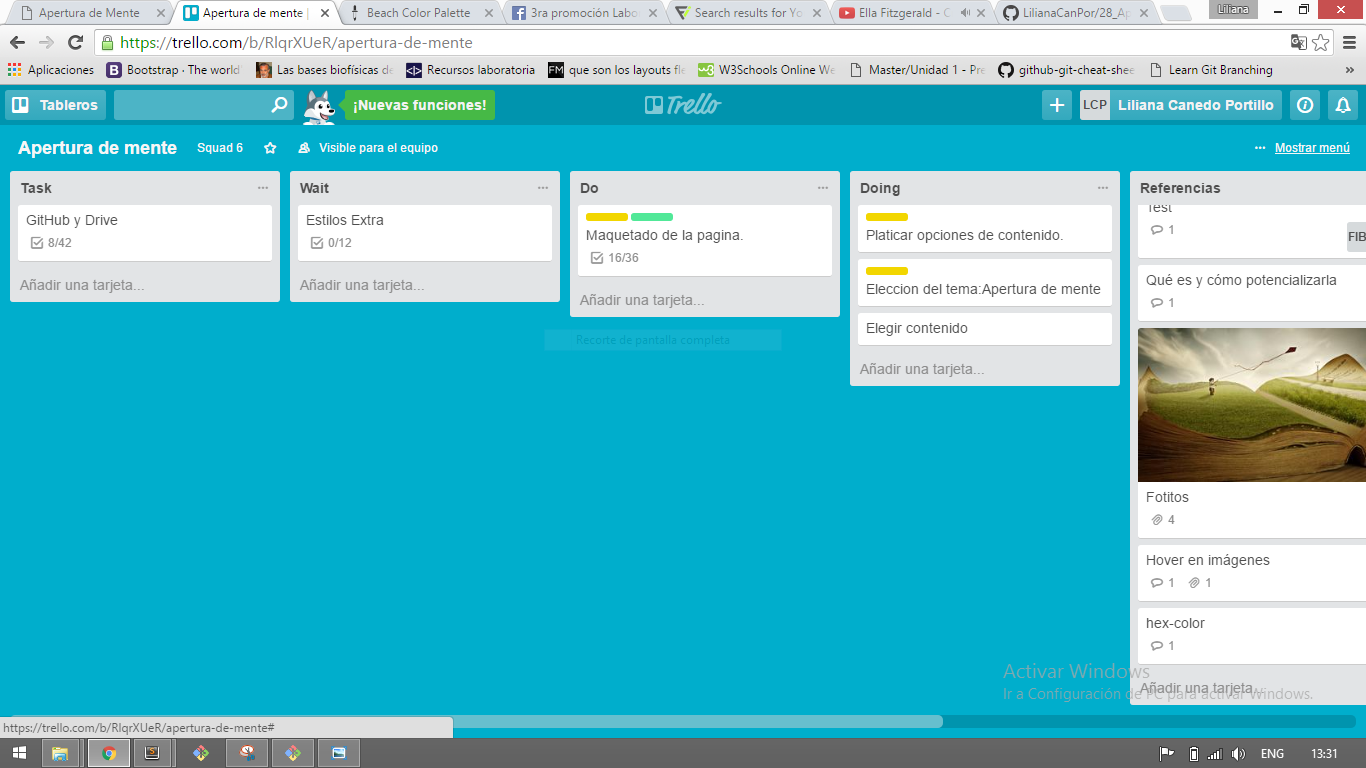 Apertura de Mente
Apertura de mente |
Beach Color Palette
3ra promoción Labo
Search results for Yo
Ella Fitzgerald - C
LilianaCanPor/28_Ap
Liliana
https://trello.com/b/RlqrXUeR/apertura-de-mente
Aplicaciones
Bootstrap · The world'
Las bases biofísicas de
Recursos laboratoria
FM
que son los layouts fle
w3
W3Schools Online We
Master/Unidad 1 - Pre
github-git-cheat-shee
Learn Git Branching
»
Tableros
¡Nuevas funciones!
Trello
LCP
Liliana Canedo Portillo
Apertura de mente
Squad 6
Visible para el equipo
Mostrar menú
Task
GitHub y Drive
8/42
Añadir una tarjeta...
Wait
Estilos Extra
0/12
Añadir una tarjeta...
Do
Maquetado de la pagina.
16/36
Añadir una tarjeta...
Recorte de pantalla completa
Doing
Platicar opciones de contenido.
Eleccion del tema:Apertura de mente
Elegir contenido
Añadir una tarjeta...
Referencias
Test
1
FIB
Qué es y cómo potencializarla
1
Fotitos
4
Hover en imágenes
1
1
hex-color
1
Añadir una tarjeta...
Activar Windows
Ir a Configuración de PC para activar Windows.
https://trello.com/b/RlqrXUeR/apertura-de-mente#
ENG
13:31